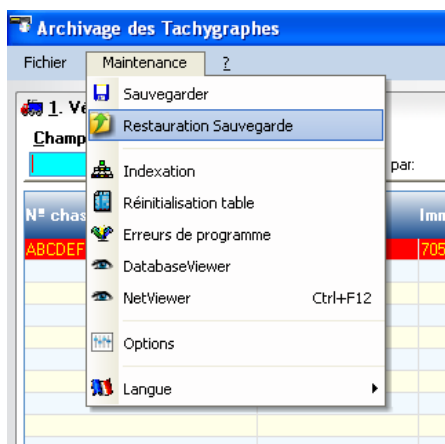 Archivage des Tachygraphes
Fichier Maintenance ?
Sauvegarder
1. Vé
Restauration Sauvegarde
Champ
Indexation
par:
Réinitialisation table
N° chas
Imm
Erreurs de programme
ABCDEF
705
DatabaseViewer
NetViewer Ctrl+F12
Options
Langue